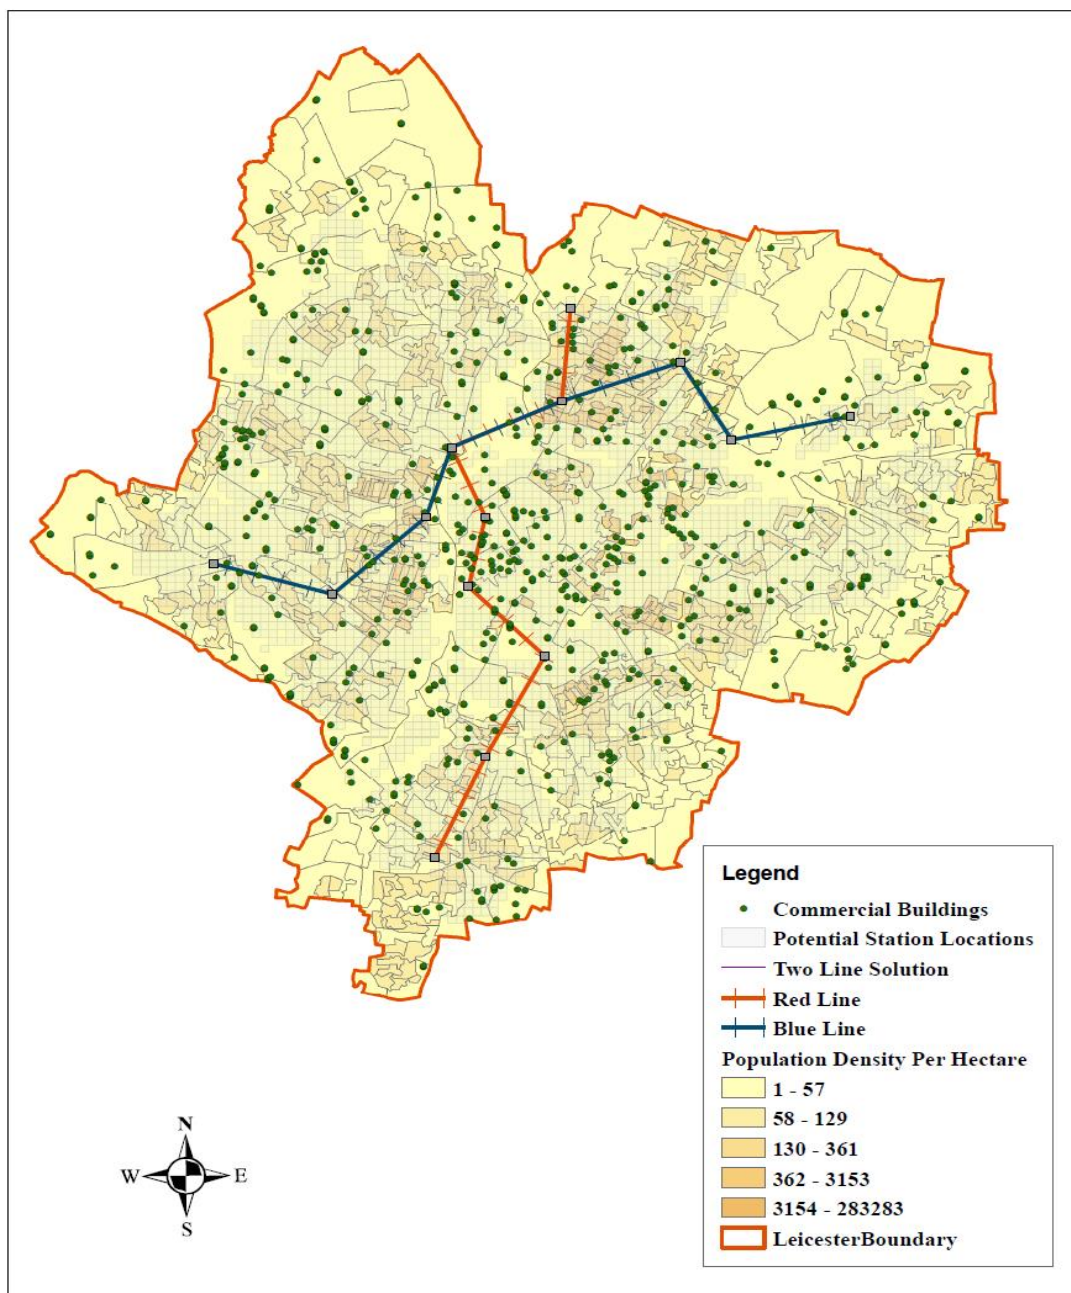 Legend
Commercial Buildings
Potential Station Locations
Two Line Solution
Red Line
Blue Line
Population Density Per Hectare
1 - 57
58 - 129
130 - 361
362 - 3153
3154 - 283283
LeicesterBoundary
N
W E
S